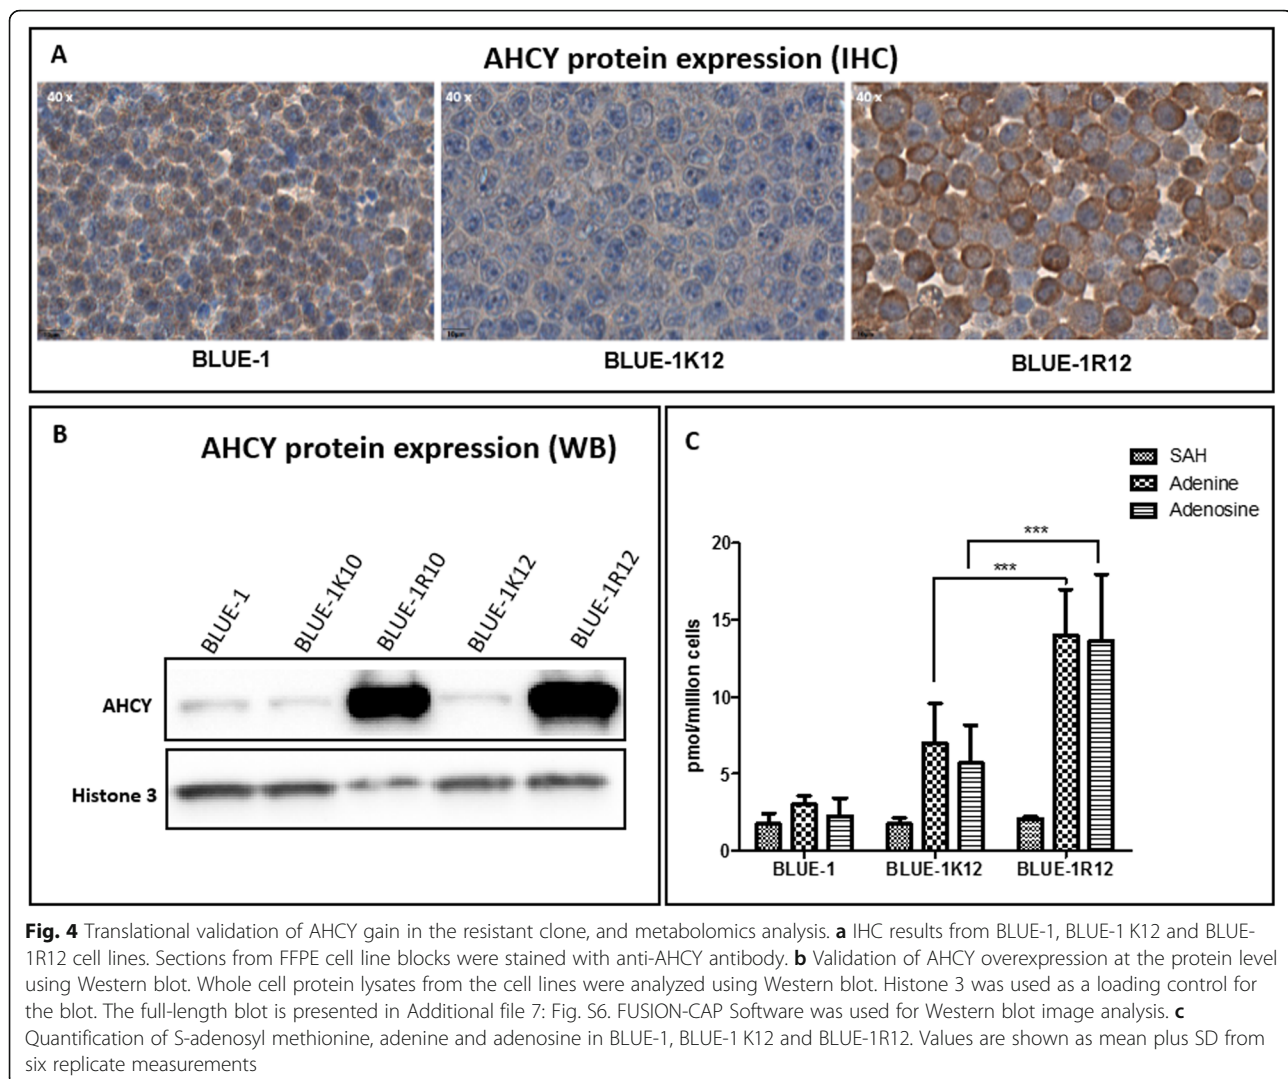 A
AHCY protein expression (IHC)
40 x
40 x
40 x
10µm
BLUE-1
BLUE-1K12
BLUE-1R12
B
AHCY protein expression (WB)
BLUE-1
BLUE-1K10
BLUE-1R10
BLUE-1K12
BLUE-1R12
AHCY
Histone 3
C
SAH
Adenine
Adenosine
***
***
20
15
10
5
0
pmol/million cells
BLUE-1
BLUE-1K12
BLUE-1R12
Fig. 4 Translational validation of AHCY gain in the resistant clone, and metabolomics analysis. a IHC results from BLUE-1, BLUE-1 K12 and BLUE-
1R12 cell lines. Sections from FFPE cell line blocks were stained with anti-AHCY antibody. b Validation of AHCY overexpression at the protein level
using Western blot. Whole cell protein lysates from the cell lines were analyzed using Western blot. Histone 3 was used as a loading control for
the blot. The full-length blot is presented in Additional file 7: Fig. S6. FUSION-CAP Software was used for Western blot image analysis. c
Quantification of S-adenosyl methionine, adenine and adenosine in BLUE-1, BLUE-1 K12 and BLUE-1R12. Values are shown as mean plus SD from
six replicate measurements